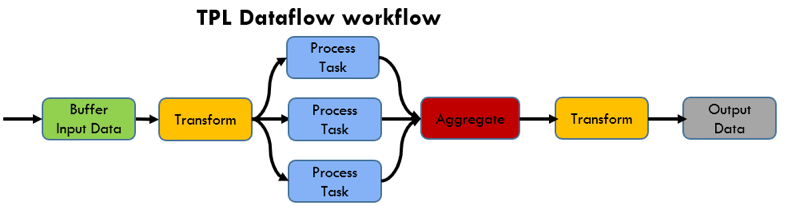 TPL Dataflow workflow
Buffer
Input Data
Transform
Process
Task
Process
Task
Process
Task
Aggregate
Transform
Output
Data